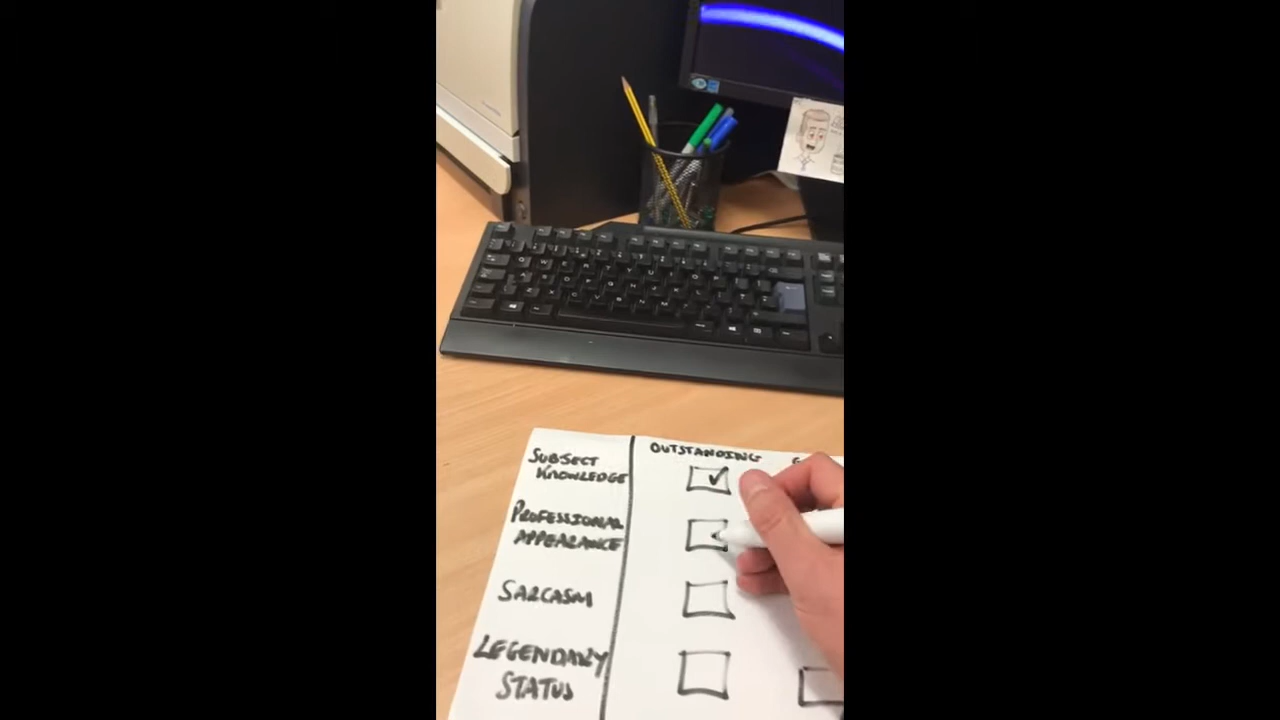 OUTSTANDING
SUBJECT
KNOWLEDGE
PROFESSIONAL
APPEARANCE
SARCASM
LEGENDARY
STATUS